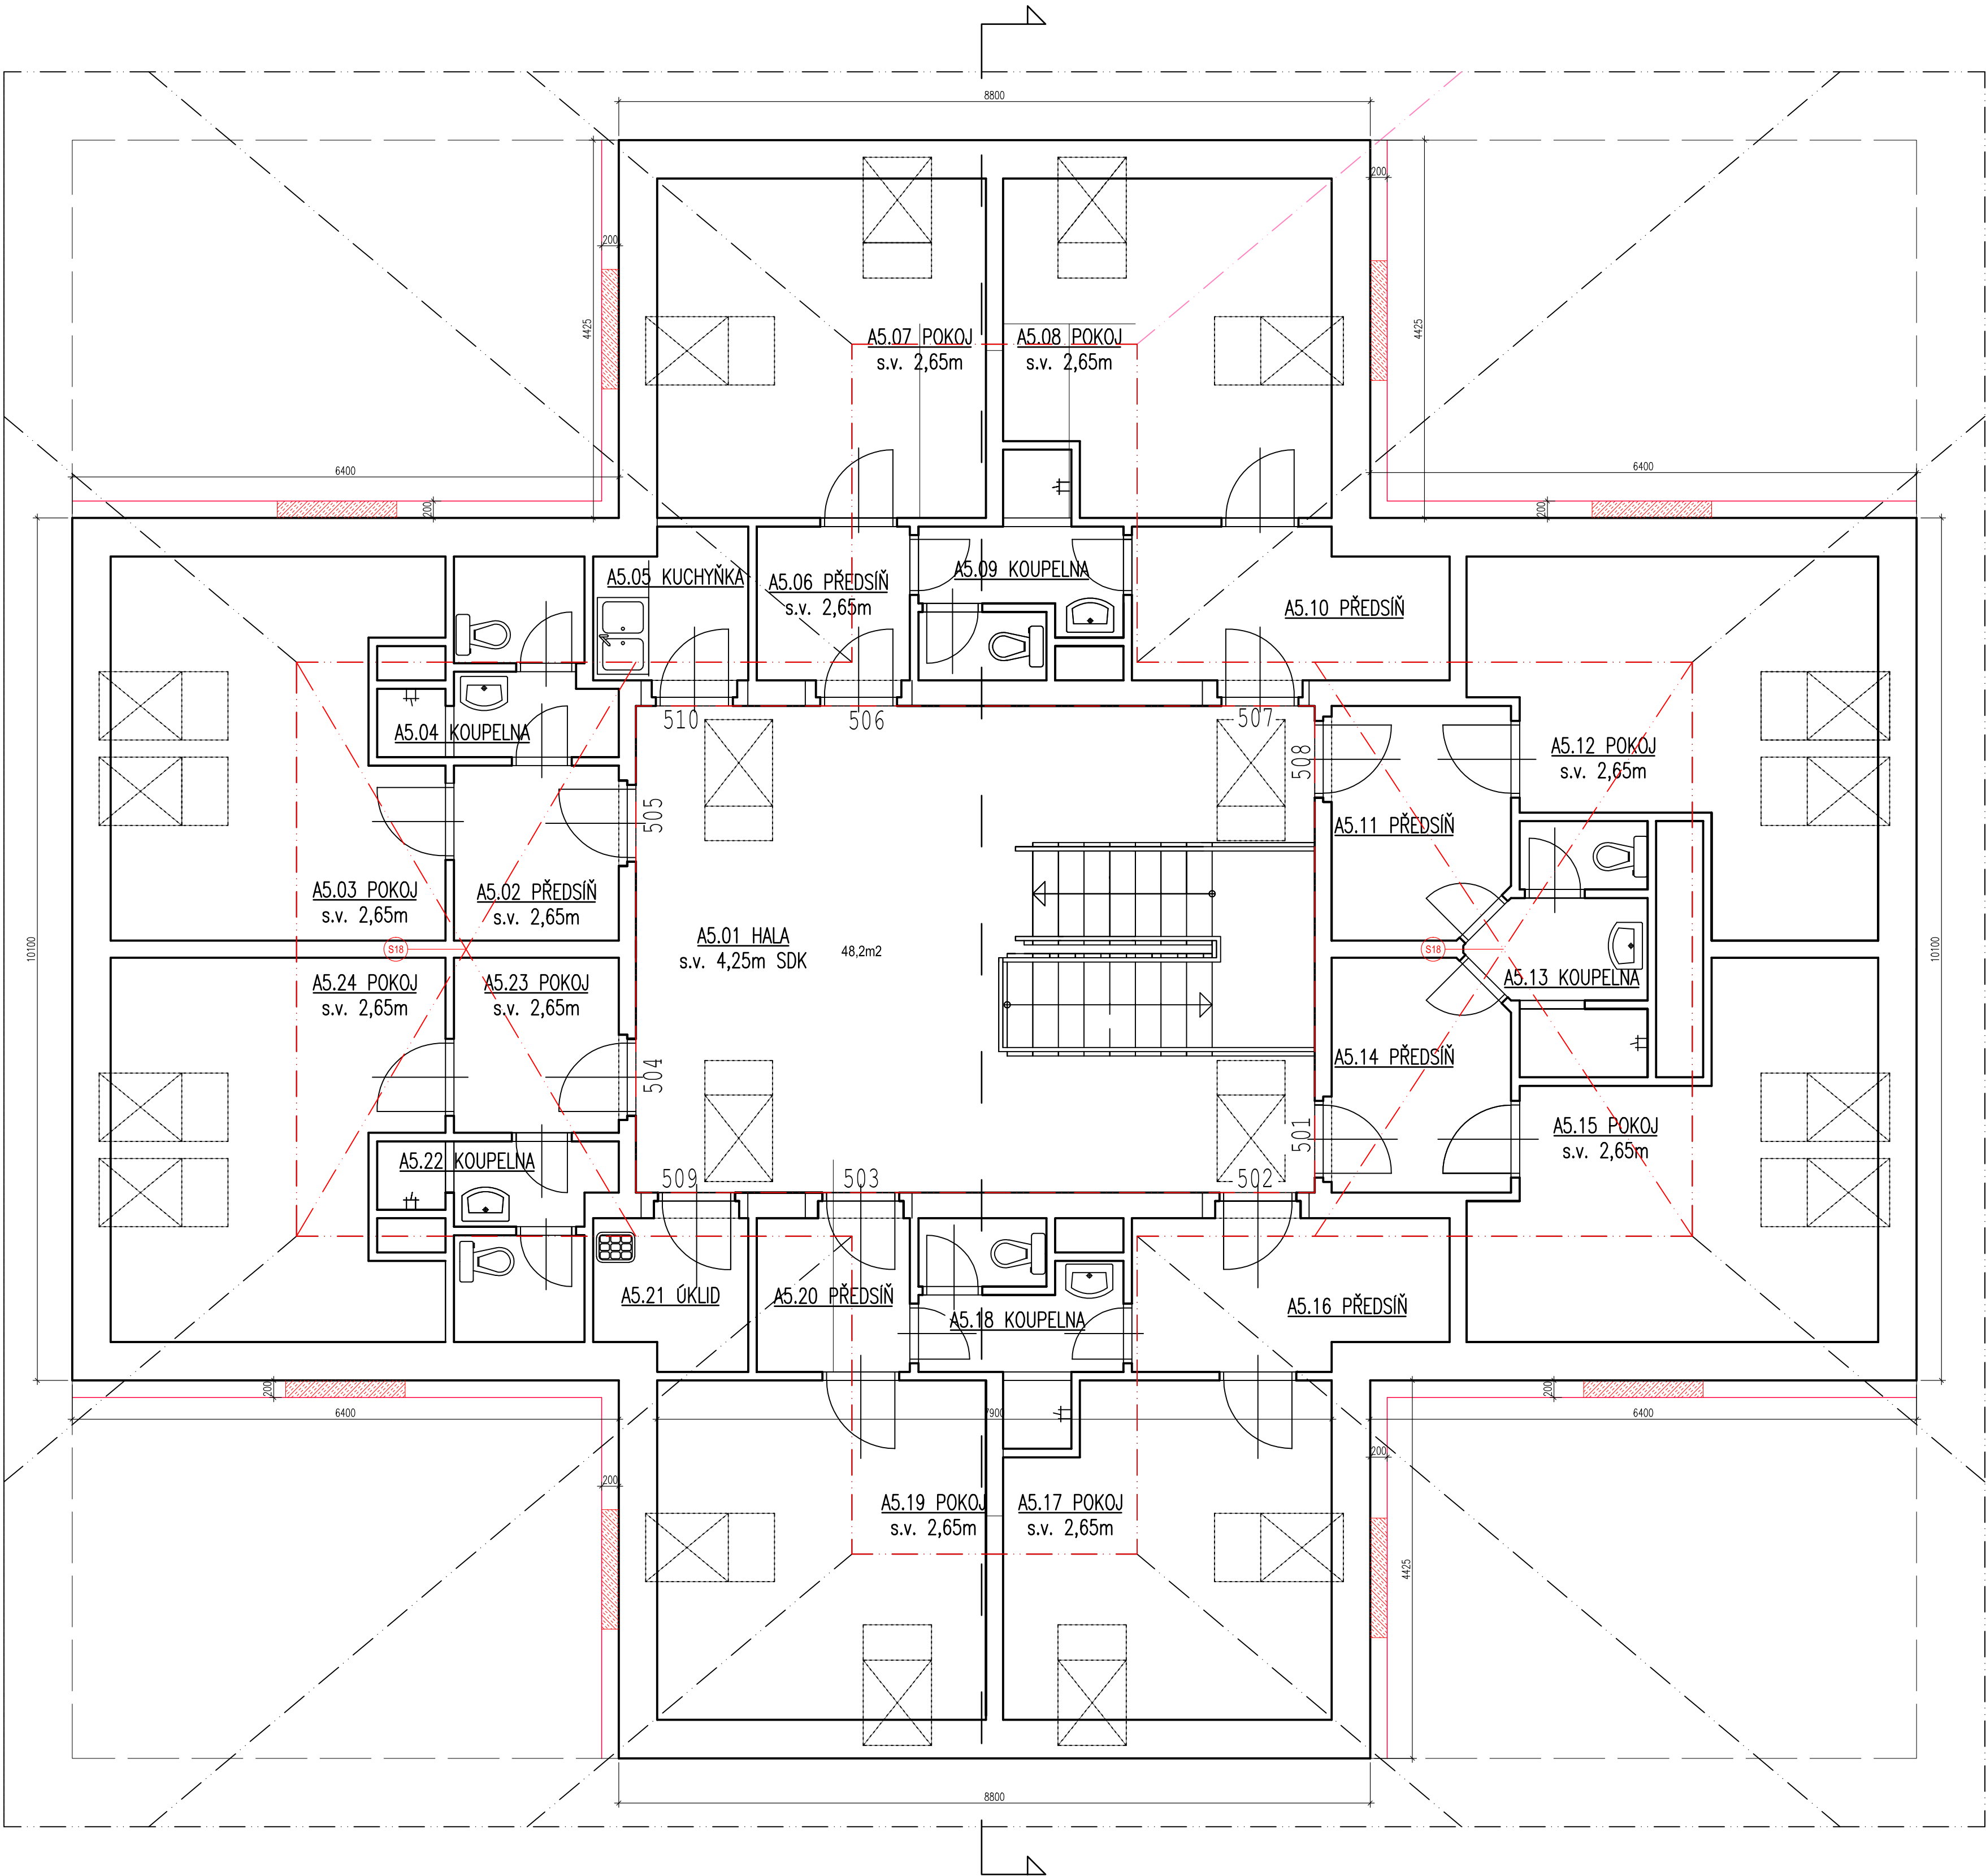 8800
200
200
4425
4425
A5.07 POKOJ
s.v. 2,65m
A5.08 POKOJ
s.v. 2,65m
6400
6400
200
200
A5.05 KUCHYŇKA
A5.06 PŘEDSÍŇ
s.v. 2,65m
A5.09 KOUPELNA
A5.10 PŘEDSÍŇ
A5.04 KOUPELNA
510
506
507
508
A5.12 POKOJ
s.v. 2,65m
505
A5.11 PŘEDSÍŇ
A5.03 POKOJ
s.v. 2,65m
A5.02 PŘEDSÍŇ
s.v. 2,65m
10100
S18
A5.01 HALA
s.v. 4,25m SDK
48,2m2
S18
10100
A5.24 POKOJ
s.v. 2,65m
A5.23 POKOJ
s.v. 2,65m
A5.13 KOUPELNA
504
A5.14 PŘEDSÍŇ
501
A5.15 POKOJ
s.v. 2,65m
A5.22 KOUPELNA
509
503
502
A5.21 ÚKLID
A5.20 PŘEDSÍŇ
A5.18 KOUPELNA
A5.16 PŘEDSÍŇ
200
200
6400
7900
6400
200
200
A5.19 POKOJ
s.v. 2,65m
A5.17 POKOJ
s.v. 2,65m
4425
8800